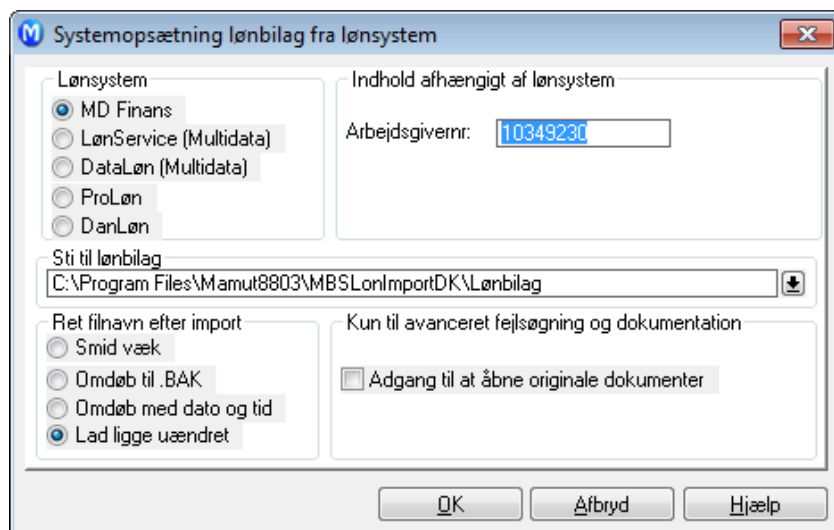 Systemopsætning lønbilag fra lønsystem
Lønsystem
MD Finans
LønService (Multidata)
DataLøn (Multidata)
ProLøn
DanLøn
Indhold afhængigt af lønsystem
Arbejdsgivernr: 10349230
Sti til lønbilag
C:\Program Files\Mamut8803\MBSLonImportDK\Lønbilag
Ret filnavn efter import
Smid væk
Omdøb til .BAK
Omdøb med dato og tid
Lad ligge uændret
Kun til avanceret fejlsøgning og dokumentation
Adgang til at åbne originale dokumenter
OK
Afbryd
Hjælp